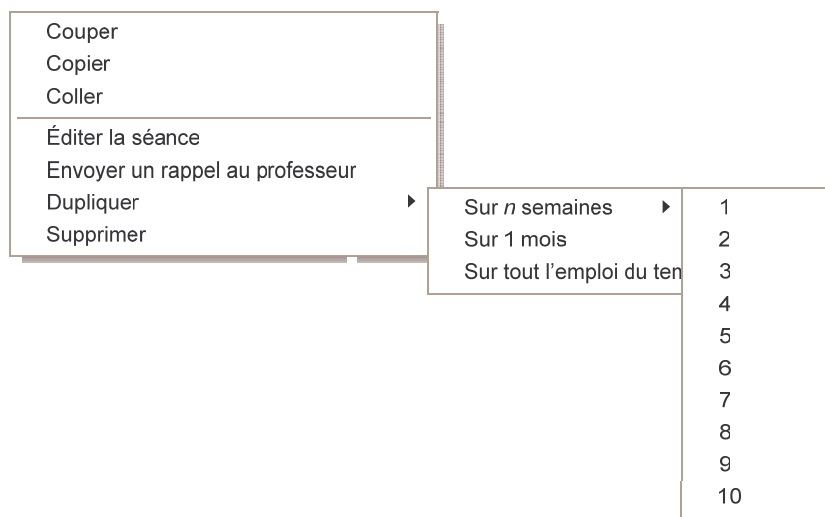 Couper
Copier
Coller
Éditer la séance
Envoyer un rappel au professeur
Dupliquer
Supprimer
Sur n semaines
Sur 1 mois
Sur tout l’emploi du ten
1
2
3
4
5
6
7
8
9
10